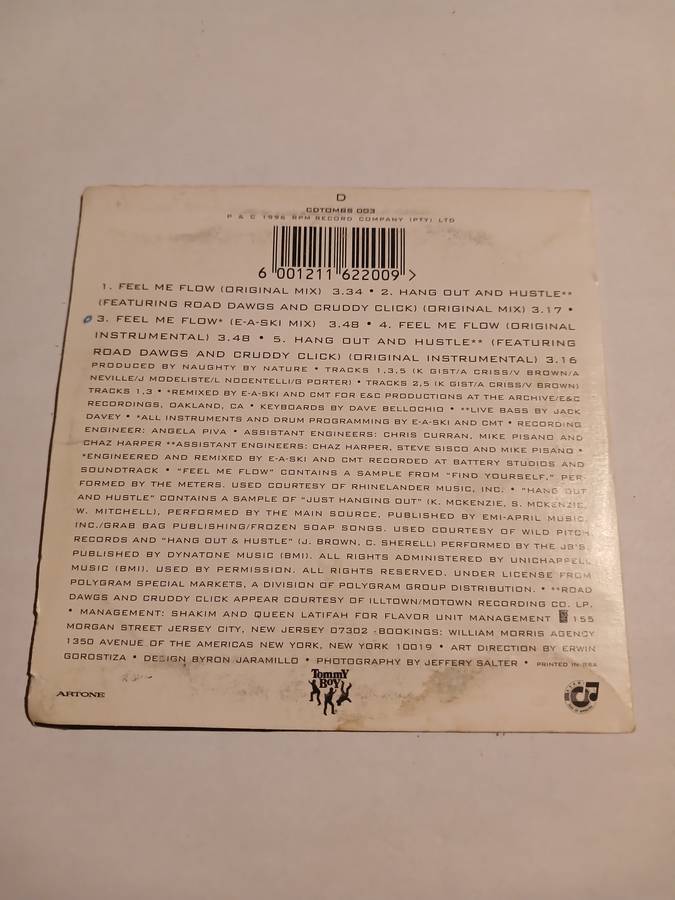 D
CDTOMBS 003
P & C 1996 RPM RECORD COMPANY (PTY) LTD
6 001211 622009 >
1. FEEL ME FLOW (ORIGINAL MIX) 3.34 • 2. HANG OUT AND HUSTLE**
(FEATURING ROAD DAWGS AND CRUDDY CLICK) (ORIGINAL MIX) 3.17 •
3. FEEL ME FLOW* (E-A-SKI MIX) 3.48 • 4. FEEL ME FLOW (ORIGINAL
INSTRUMENTAL) 3.48 • 5. HANG OUT AND HUSTLE** (FEATURING
ROAD DAWGS AND CRUDDY CLICK) (ORIGINAL INSTRUMENTAL) 3.16
PRODUCED BY NAUGHTY BY NATURE • TRACKS 1,3,5 (K GIST/A CRISS/V BROWN/A
NEVILLE/J MODELISTE/L NOCENTELLI/G PORTER) • TRACKS 2,5 (K GIST/A CRISS/V BROWN)
TRACKS 1,3 • *REMIXED BY E-A-SKI AND CMT FOR E&C PRODUCTIONS AT THE ARCHIVE/E&C
RECORDINGS, OAKLAND, CA • KEYBOARDS BY DAVE BELLOCHIO • **LIVE BASS BY JACK
DAVEY • *ALL INSTRUMENTS AND DRUM PROGRAMMING BY E-A-SKI AND CMT • RECORDING
ENGINEER: ANGELA PIVA • ASSISTANT ENGINEERS: CHRIS CURRAN, MIKE PISANO AND
CHAZ HARPER **ASSISTANT ENGINEERS: CHAZ HARPER, STEVE SISCO AND MIKE PISANO •
*ENGINEERED AND REMIXED BY E-A-SKI AND CMT RECORDED AT BATTERY STUDIOS AND
SOUNDTRACK • "FEEL ME FLOW" CONTAINS A SAMPLE FROM "FIND YOURSELF," PER-
FORMED BY THE METERS. USED COURTESY OF RHINELANDER MUSIC, INC. • "HANG OUT
AND HUSTLE" CONTAINS A SAMPLE OF "JUST HANGING OUT" (K. MCKENZIE, S. MCKENZIE,
W. MITCHELL), PERFORMED BY THE MAIN SOURCE, PUBLISHED BY EMI-APRIL MUSIC,
INC./GRAB BAG PUBLISHING/FROZEN SOAP SONGS. USED COURTESY OF WILD PITCH
RECORDS AND "HANG OUT & HUSTLE" (J. BROWN, C. SHERELL) PERFORMED BY THE JB'S,
PUBLISHED BY DYNATONE MUSIC (BMI). ALL RIGHTS ADMINISTERED BY UNICHAPPELL
MUSIC (BMI). USED BY PERMISSION. ALL RIGHTS RESERVED. UNDER LICENSE FROM
POLYGRAM SPECIAL MARKETS, A DIVISION OF POLYGRAM GROUP DISTRIBUTION. • **ROAD
DAWGS AND CRUDDY CLICK APPEAR COURTESY OF ILLTOWN/MOTOWN RECORDING CO. LP.
• MANAGEMENT: SHAKIM AND QUEEN LATIFAH FOR FLAVOR UNIT MANAGEMENT 155
MORGAN STREET JERSEY CITY, NEW JERSEY 07302 • BOOKINGS: WILLIAM MORRIS AGENCY
1350 AVENUE OF THE AMERICAS NEW YORK, NEW YORK 10019 • ART DIRECTION BY ERWIN
GOROSTIZA • DESIGN BYRON JARAMILLO • PHOTOGRAPHY BY JEFFERY SALTER • PRINTED IN RSA
ARTONE
Tommy
Boy